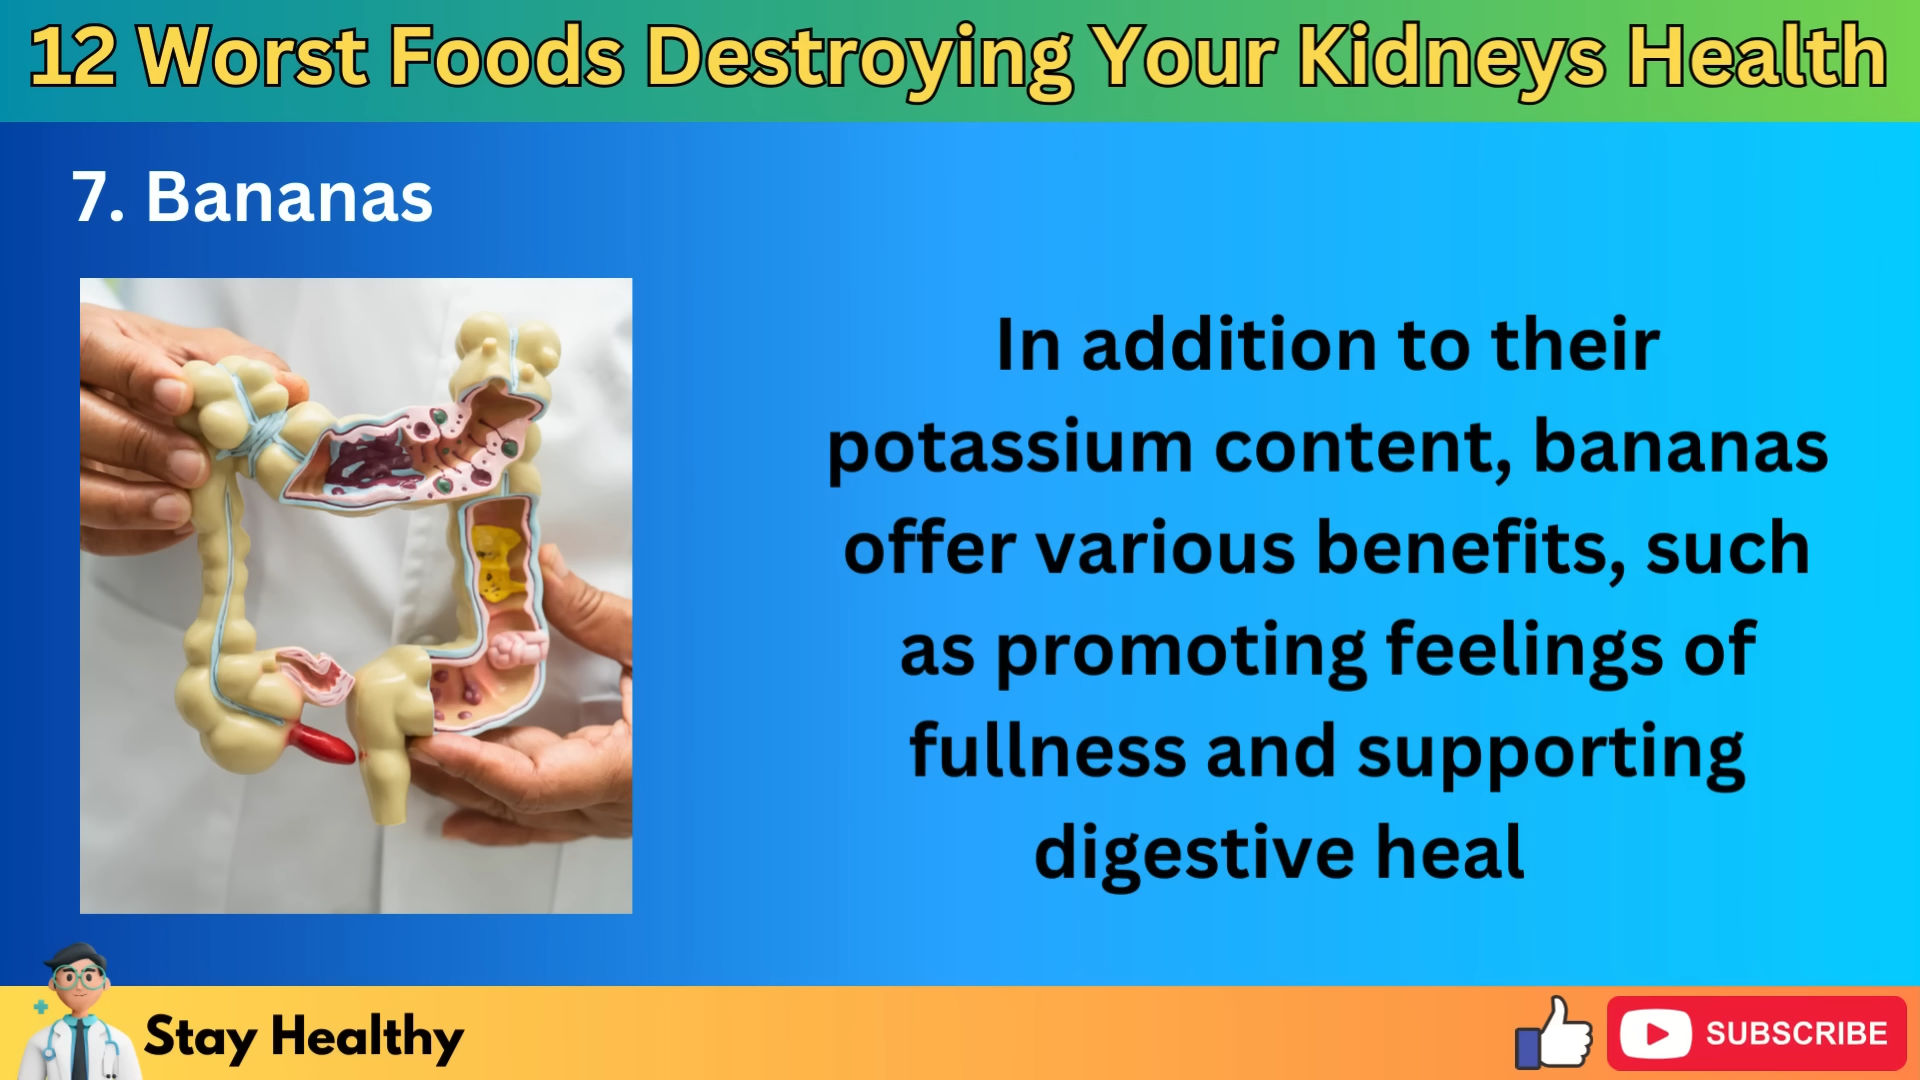 12 Worst Foods Destroying Your Kidneys Health
7. Bananas
In addition to their
potassium content, bananas
offer various benefits, such
as promoting feelings of
fullness and supporting
digestive heal
Stay Healthy
SUBSCRIBE